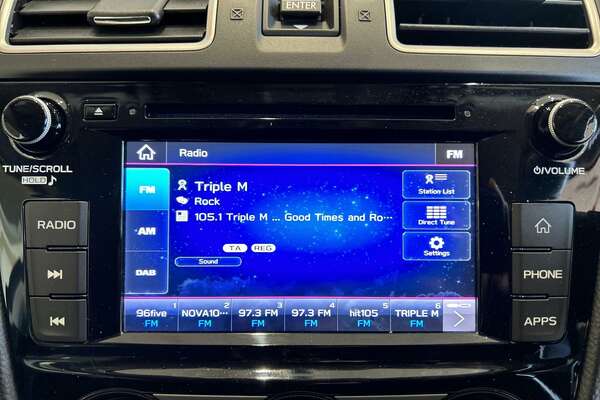 ENTER
TUNE/SCROLL
HOLD ♪
⏻/VOLUME
Radio
FM
FM
AM
DAB
Triple M
Rock
105.1 Triple M ... Good Times and Ro...
TA REG
Sound
Station List
Direct Tune
Settings
1 2 3 4 5 6
96five NOVA10... 97.3 FM 97.3 FM hit105 TRIPLE M
FM FM FM FM FM FM
RADIO
PHONE
APPS